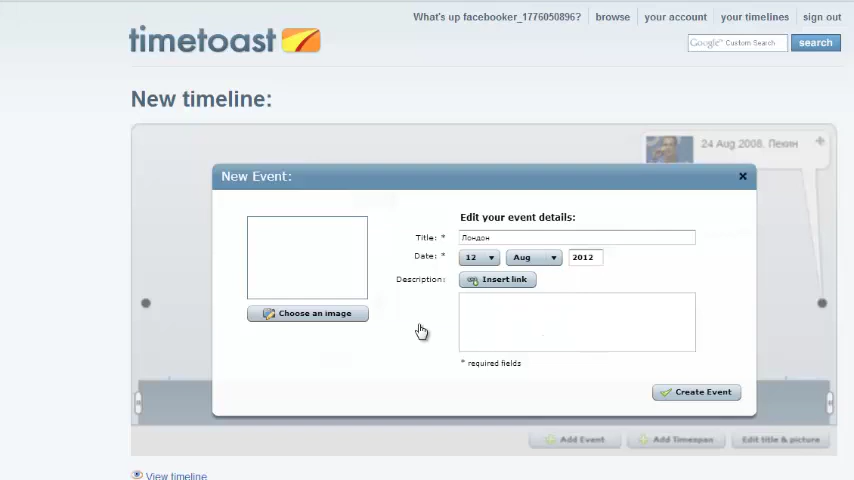 What's up facebooker_1776050896? browse your account your timelines sign out
timetoast
Google™ Custom Search search
New timeline:
24 Aug 2008, Пекин
New Event:
Edit your event details:
Title: * Лондон
Date: * 12 Aug 2012
Description: Insert link
Choose an image
* required fields
Create Event
Add Event Add Timespan Edit title & picture
View timeline